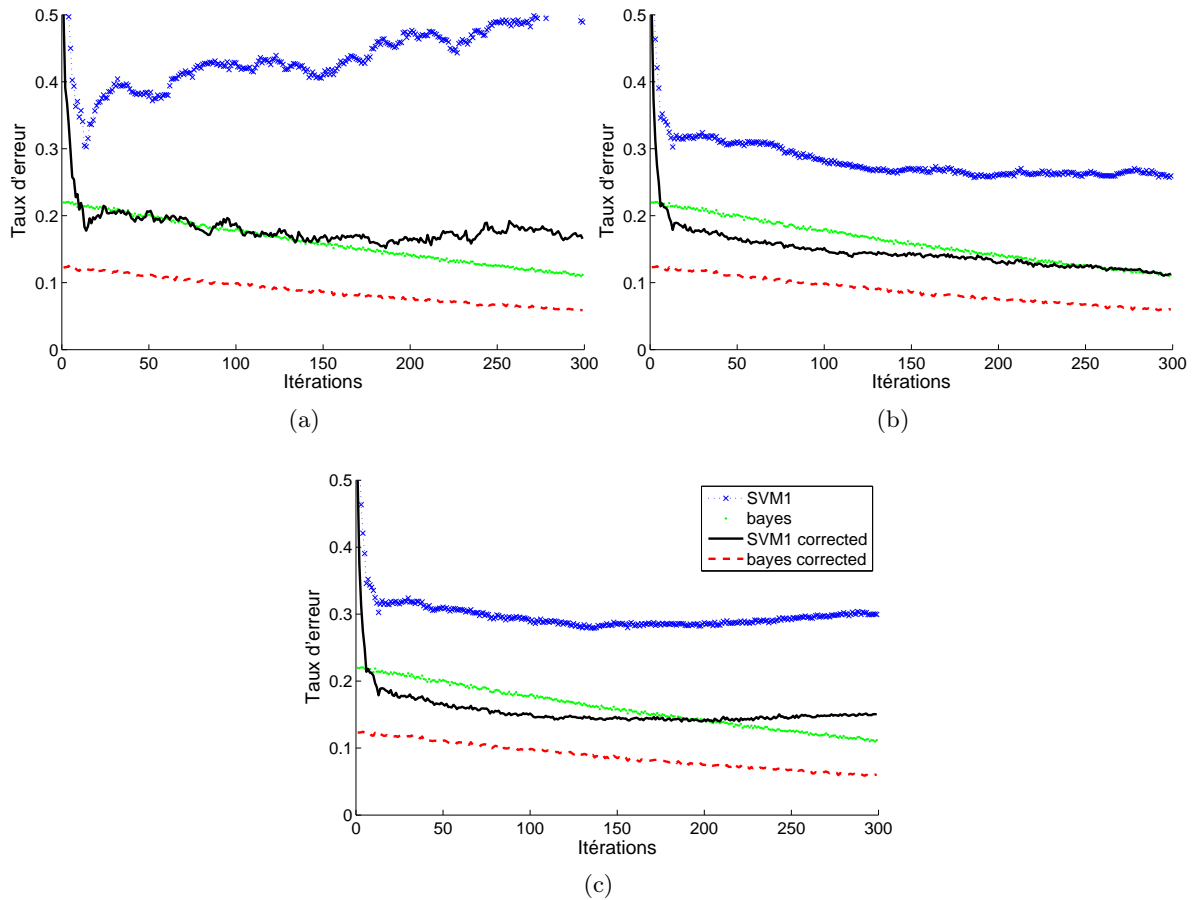 0.5
0.4
0.3
0.2
0.1
0
Taux d'erreur
0 50 100 150 200 250 300
Itérations
(a)
0.5
0.4
0.3
0.2
0.1
0
Taux d'erreur
0 50 100 150 200 250 300
Itérations
(b)
0.5
0.4
0.3
0.2
0.1
0
Taux d'erreur
SVM1
bayes
SVM1 corrected
bayes corrected
0 50 100 150 200 250 300
Itérations
(c)